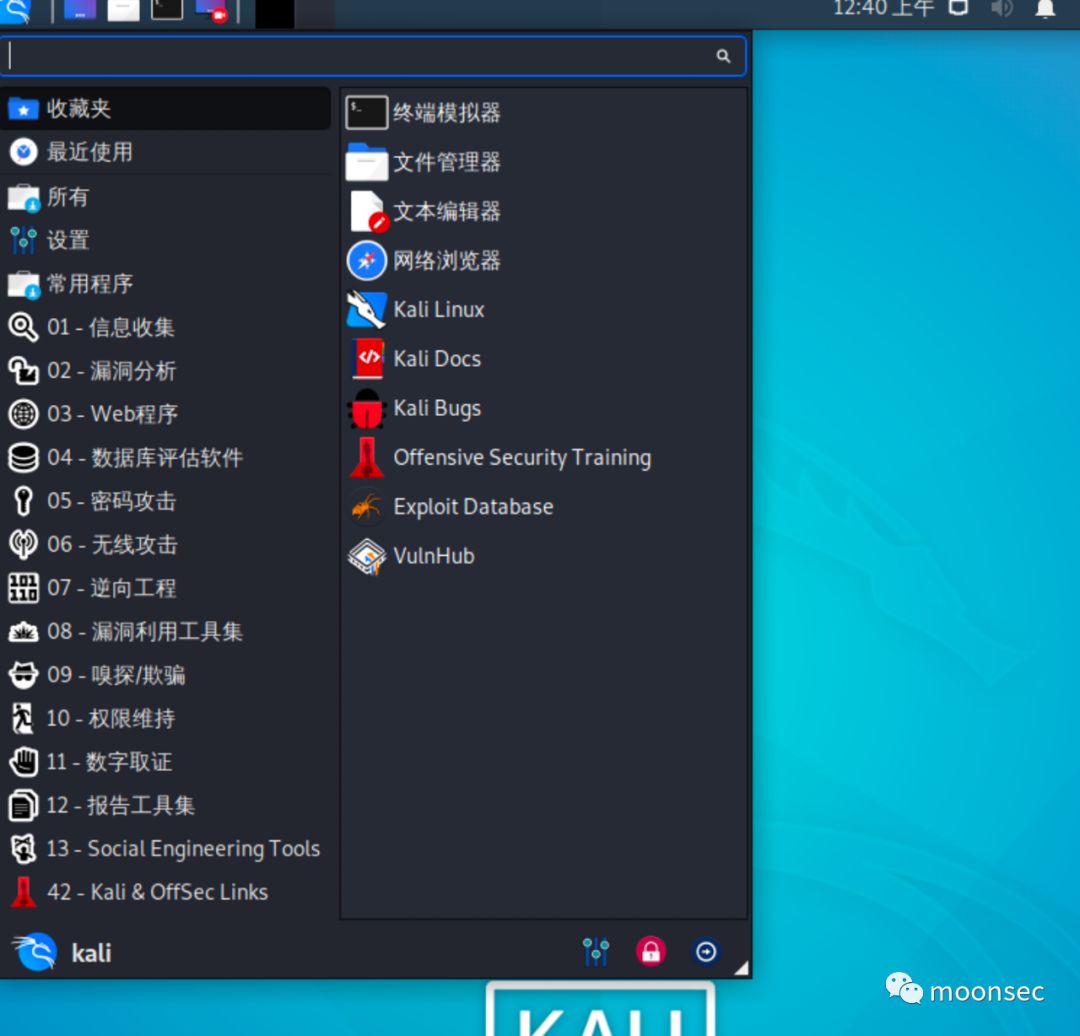 12:40 上午
收藏夹
最近使用
所有
设置
常用程序
01 - 信息收集
02 - 漏洞分析
03 - Web程序
04 - 数据库评估软件
05 - 密码攻击
06 - 无线攻击
07 - 逆向工程
08 - 漏洞利用工具集
09 - 嗅探/欺骗
10 - 权限维持
11 - 数字取证
12 - 报告工具集
13 - Social Engineering Tools
42 - Kali & OffSec Links
终端模拟器
文件管理器
文本编辑器
网络浏览器
Kali Linux
Kali Docs
Kali Bugs
Offensive Security Training
Exploit Database
VulnHub
kali
moonsec
KALI